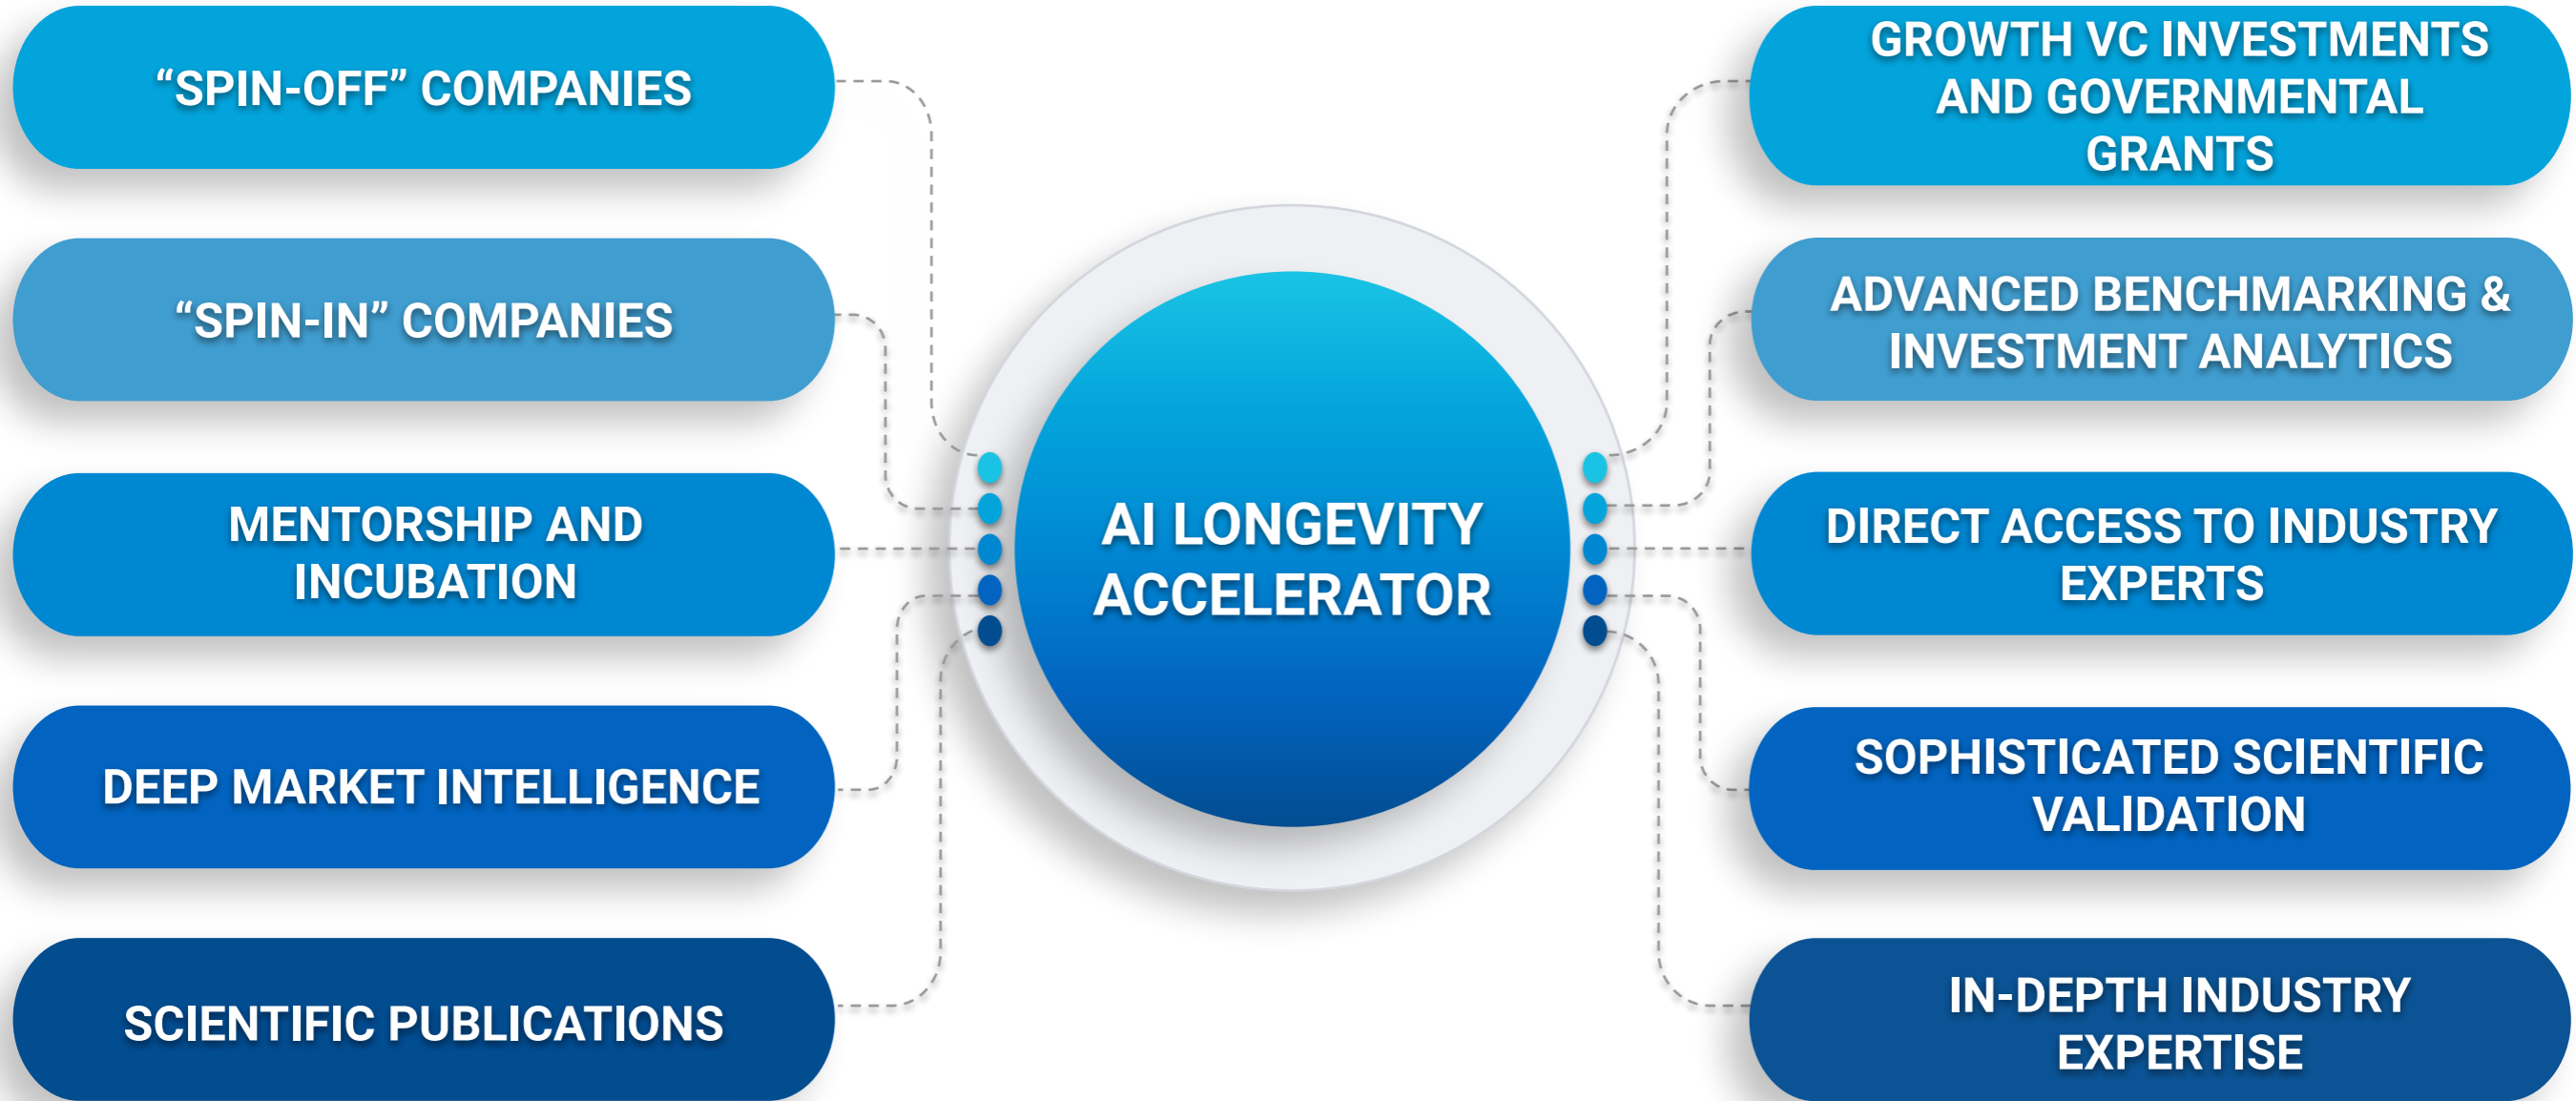 “SPIN-OFF” COMPANIES
“SPIN-IN” COMPANIES
MENTORSHIP AND
INCUBATION
DEEP MARKET INTELLIGENCE
SCIENTIFIC PUBLICATIONS
AI LONGEVITY
ACCELERATOR
GROWTH VC INVESTMENTS
AND GOVERNMENTAL
GRANTS
ADVANCED BENCHMARKING &
INVESTMENT ANALYTICS
DIRECT ACCESS TO INDUSTRY
EXPERTS
SOPHISTICATED SCIENTIFIC
VALIDATION
IN-DEPTH INDUSTRY
EXPERTISE